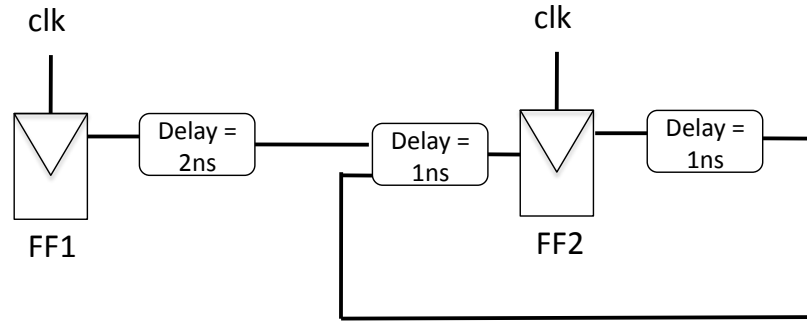 clk
clk
Delay =
2ns
Delay =
1ns
Delay =
1ns
FF1
FF2